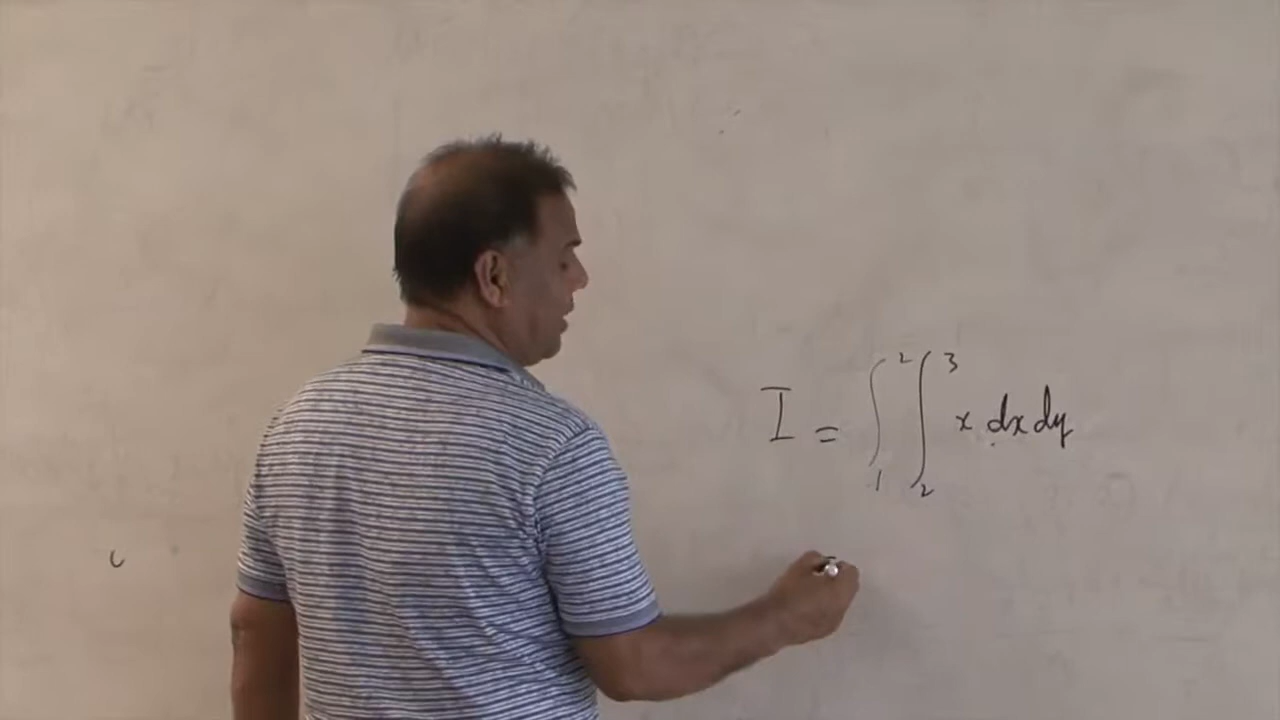 I = ∫₁² ∫₂³ x dx dy